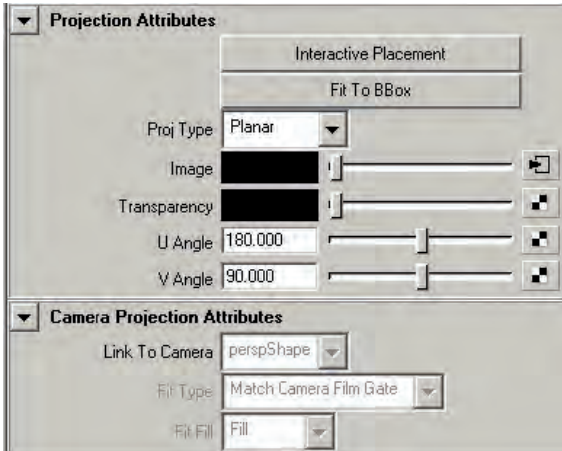 Projection Attributes
Interactive Placement
Fit To BBox
Proj Type Planar
Image
Transparency
U Angle 180.000
V Angle 90.000
Camera Projection Attributes
Link To Camera perspShape
Fit Type Match Camera Film Gate
Fit Fill Fill